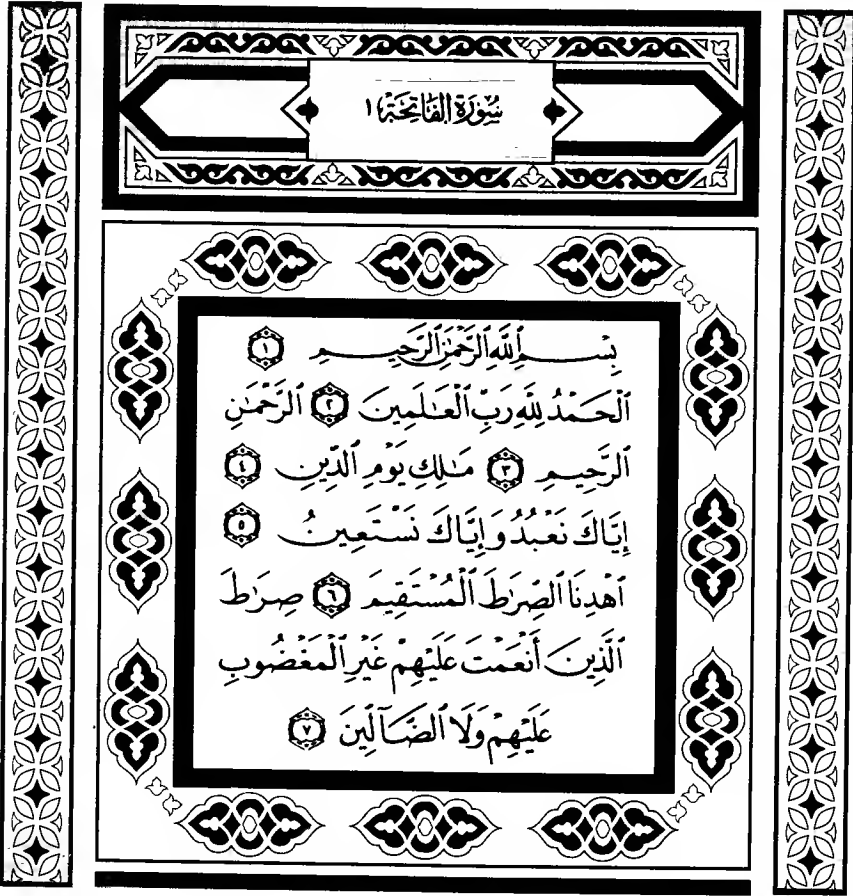 سُورَةُ الفَاتِحَة ١
بِسْمِ ٱللَّهِ ٱلرَّحْمَٰنِ ٱلرَّحِيمِ ١
ٱلْحَمْدُ لِلَّهِ رَبِّ ٱلْعَـٰلَمِينَ ٢ ٱلرَّحْمَٰنِ
ٱلرَّحِيمِ ٣ مَـٰلِكِ يَوْمِ ٱلدِّينِ ٤
إِيَّاكَ نَعْبُدُ وَإِيَّاكَ نَسْتَعِينُ ٥
ٱهْدِنَا ٱلصِّرَٰطَ ٱلْمُسْتَقِيمَ ٦ صِرَٰطَ
ٱلَّذِينَ أَنْعَمْتَ عَلَيْهِمْ غَيْرِ ٱلْمَغْضُوبِ
عَلَيْهِمْ وَلَا ٱلضَّآلِّينَ ٧